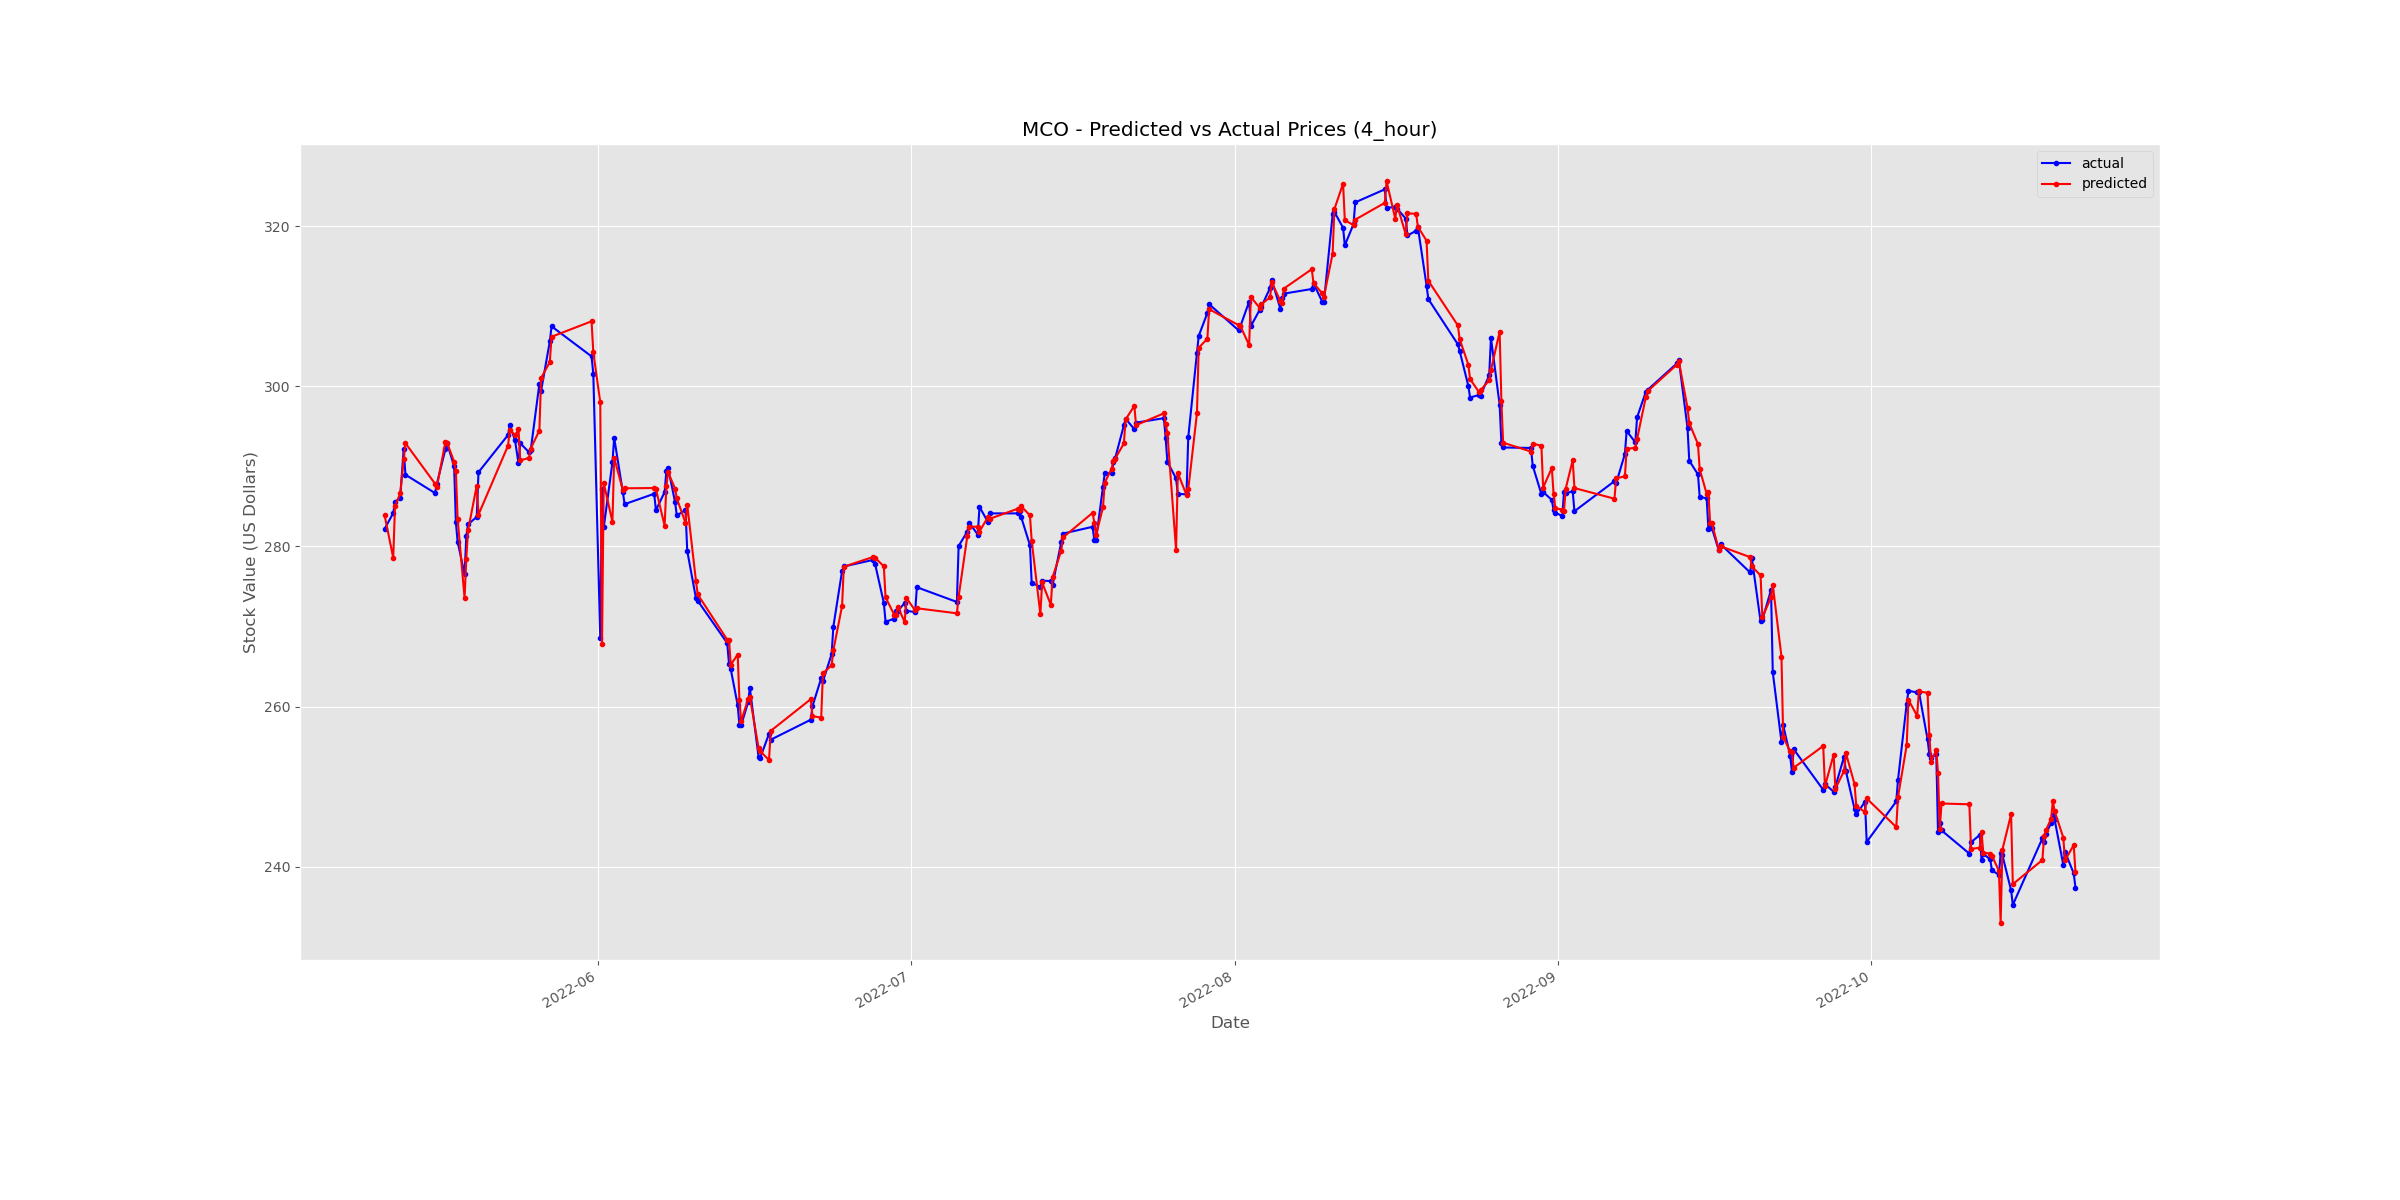 MCO - Predicted vs Actual Prices (4_hour)
actual
predicted
320
300
280
260
240
Stock Value (US Dollars)
2022-06
2022-07
2022-08
2022-09
2022-10
Date